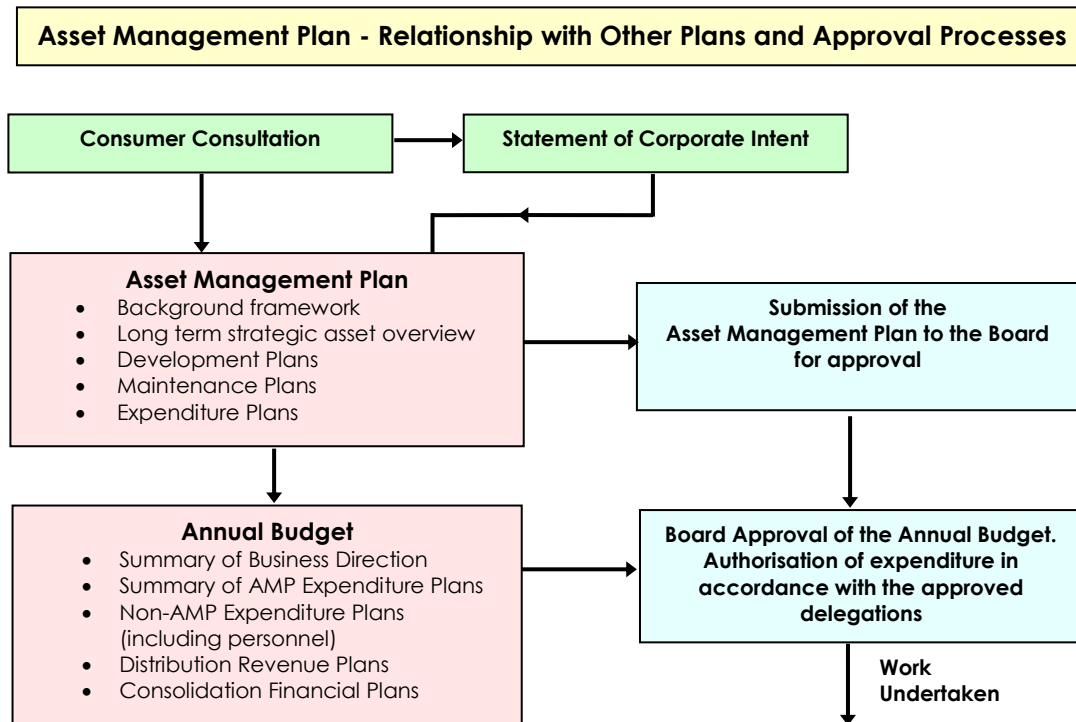 Asset Management Plan - Relationship with Other Plans and Approval Processes
Consumer Consultation
Statement of Corporate Intent
Asset Management Plan
• Background framework
• Long term strategic asset overview
• Development Plans
• Maintenance Plans
• Expenditure Plans
Submission of the
Asset Management Plan to the Board
for approval
Annual Budget
• Summary of Business Direction
• Summary of AMP Expenditure Plans
• Non-AMP Expenditure Plans
(including personnel)
• Distribution Revenue Plans
• Consolidation Financial Plans
Board Approval of the Annual Budget.
Authorisation of expenditure in
accordance with the approved
delegations
Work
Undertaken